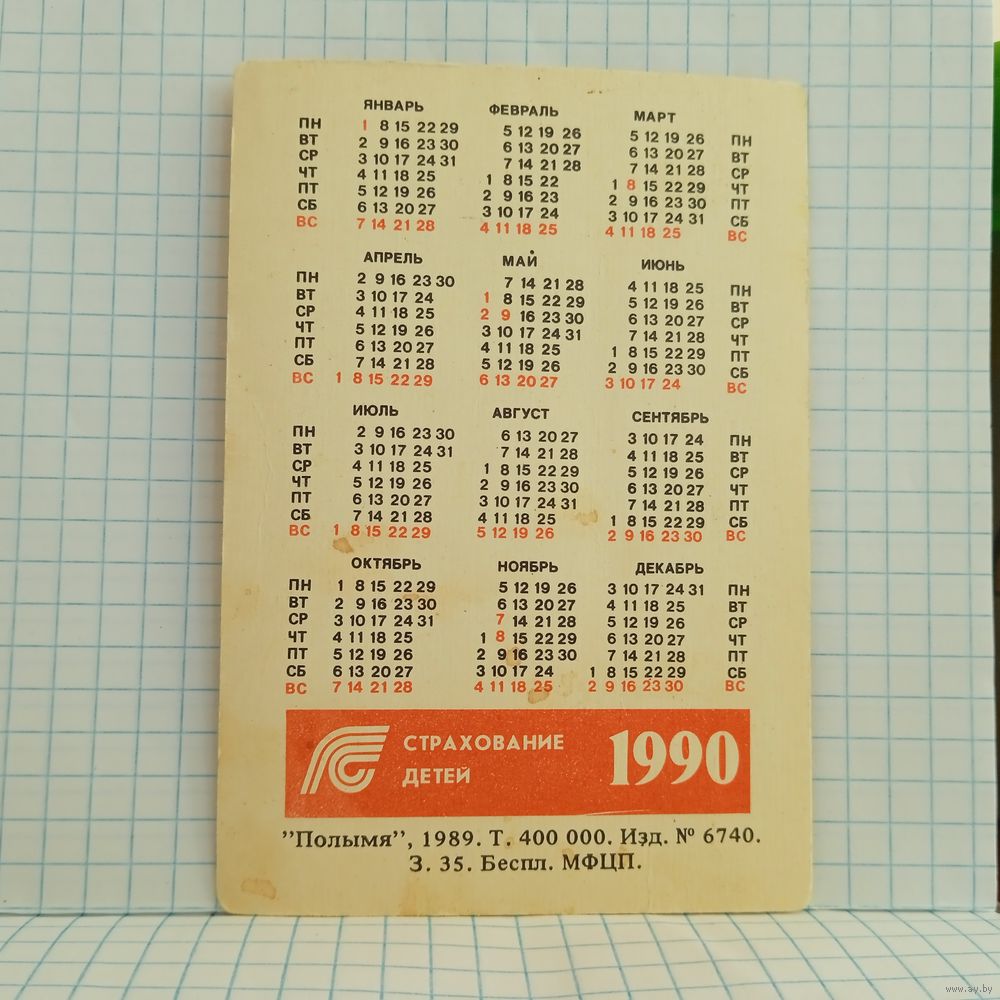 ЯНВАРЬ ФЕВРАЛЬ МАРТ
ПН 1 8 15 22 29 5 12 19 26 5 12 19 26 ПН
ВТ 2 9 16 23 30 6 13 20 27 6 13 20 27 ВТ
СР 3 10 17 24 31 7 14 21 28 7 14 21 28 СР
ЧТ 4 11 18 25 1 8 15 22 1 8 15 22 29 ЧТ
ПТ 5 12 19 26 2 9 16 23 2 9 16 23 30 ПТ
СБ 6 13 20 27 3 10 17 24 3 10 17 24 31 СБ
ВС 7 14 21 28 4 11 18 25 4 11 18 25 ВС
АПРЕЛЬ МАЙ ИЮНЬ
ПН 2 9 16 23 30 7 14 21 28 4 11 18 25 ПН
ВТ 3 10 17 24 1 8 15 22 29 5 12 19 26 ВТ
СР 4 11 18 25 2 9 16 23 30 6 13 20 27 СР
ЧТ 5 12 19 26 3 10 17 24 31 7 14 21 28 ЧТ
ПТ 6 13 20 27 4 11 18 25 1 8 15 22 29 ПТ
СБ 7 14 21 28 5 12 19 26 2 9 16 23 30 СБ
ВС 1 8 15 22 29 6 13 20 27 3 10 17 24 ВС
ИЮЛЬ АВГУСТ СЕНТЯБРЬ
ПН 2 9 16 23 30 6 13 20 27 3 10 17 24 ПН
ВТ 3 10 17 24 31 7 14 21 28 4 11 18 25 ВТ
СР 4 11 18 25 1 8 15 22 29 5 12 19 26 СР
ЧТ 5 12 19 26 2 9 16 23 30 6 13 20 27 ЧТ
ПТ 6 13 20 27 3 10 17 24 31 7 14 21 28 ПТ
СБ 7 14 21 28 4 11 18 25 1 8 15 22 29 СБ
ВС 1 8 15 22 29 5 12 19 26 2 9 16 23 30 ВС
ОКТЯБРЬ НОЯБРЬ ДЕКАБРЬ
ПН 1 8 15 22 29 5 12 19 26 3 10 17 24 31 ПН
ВТ 2 9 16 23 30 6 13 20 27 4 11 18 25 ВТ
СР 3 10 17 24 31 7 14 21 28 5 12 19 26 СР
ЧТ 4 11 18 25 1 8 15 22 29 6 13 20 27 ЧТ
ПТ 5 12 19 26 2 9 16 23 30 7 14 21 28 ПТ
СБ 6 13 20 27 3 10 17 24 1 8 15 22 29 СБ
ВС 7 14 21 28 4 11 18 25 2 9 16 23 30 ВС
СТРАХОВАНИЕ
ДЕТЕЙ
1990
"Полымя", 1989. Т. 400 000. Изд. № 6740.
З. 35. Беспл. МФЦП.
www.ay.by